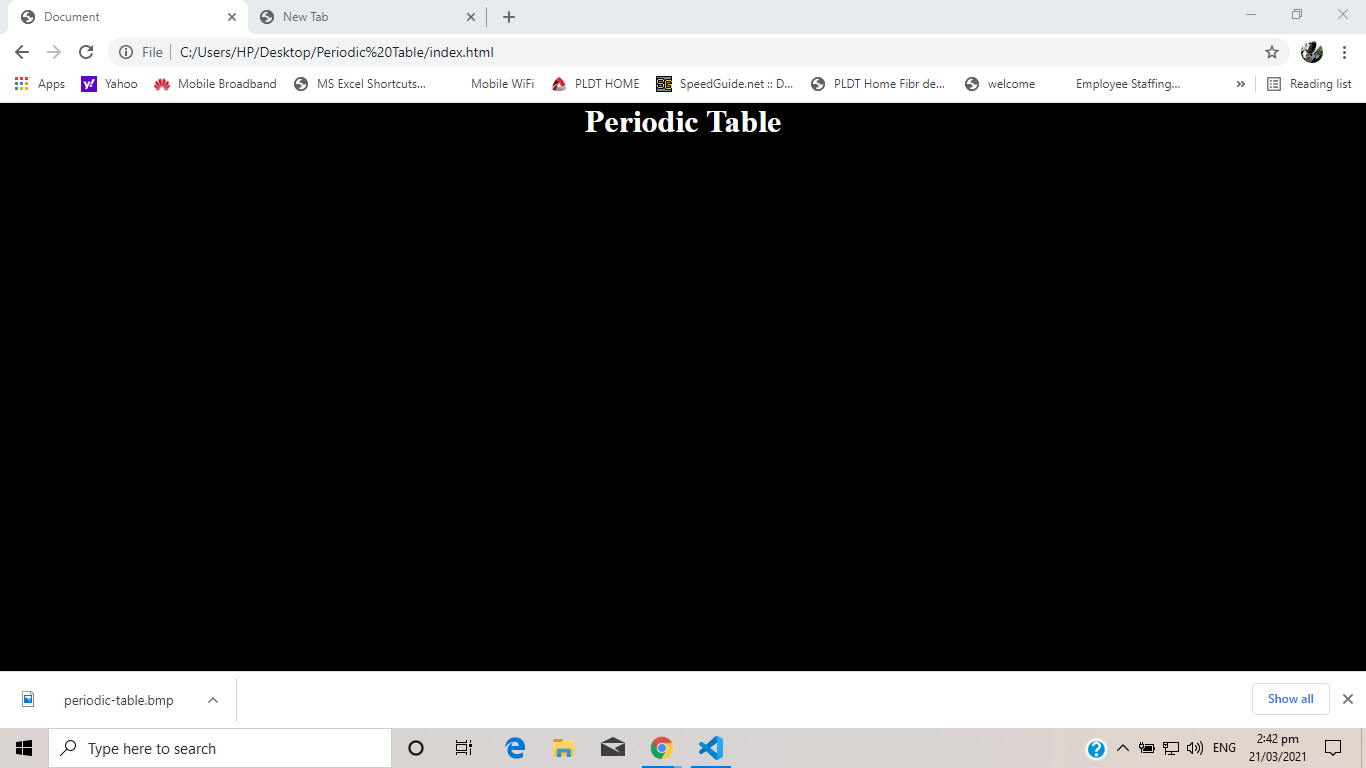 Document
New Tab
File
C:/Users/HP/Desktop/Periodic%20Table/index.html
Apps
Yahoo
Mobile Broadband
MS Excel Shortcuts...
Mobile WiFi
PLDT HOME
SpeedGuide.net :: D...
PLDT Home Fibr de...
welcome
Employee Staffing...
»
Reading list
Periodic Table
periodic-table.bmp
Show all
Type here to search
ENG
2:42 pm
21/03/2021